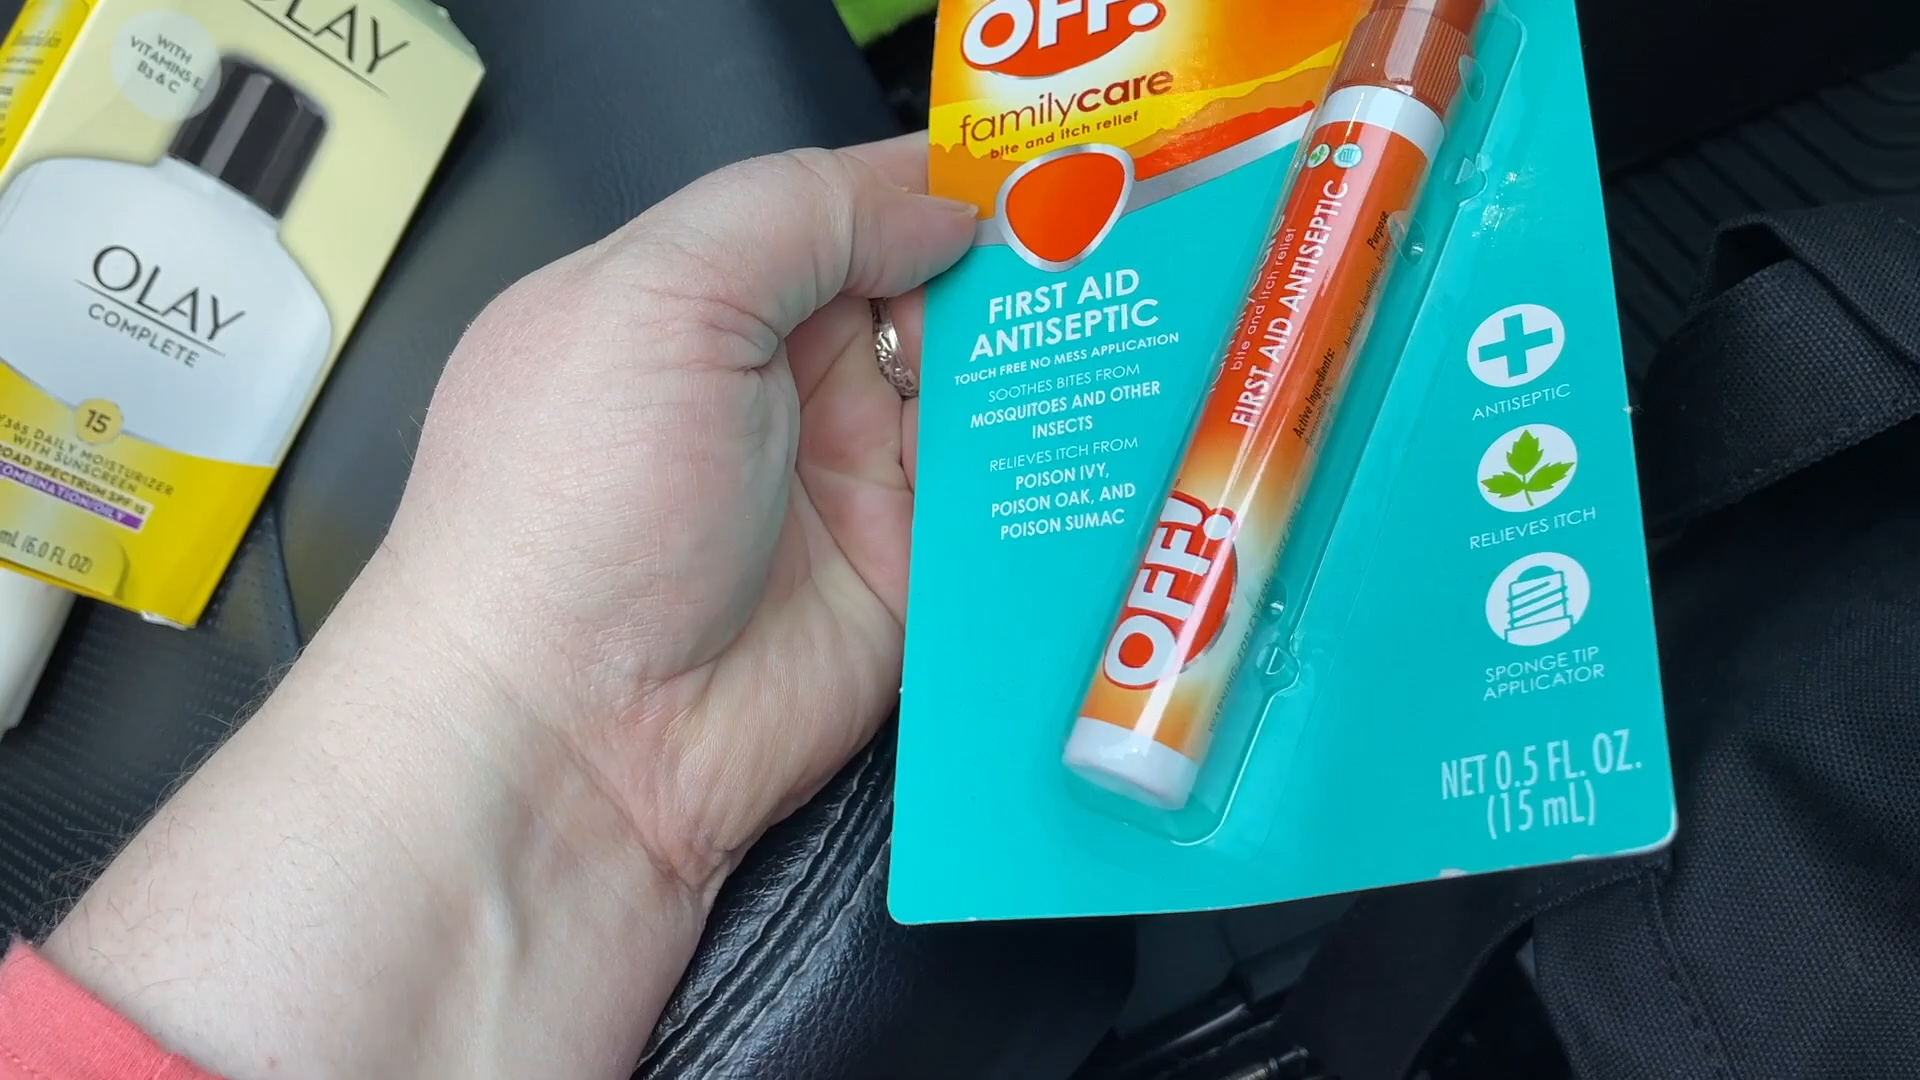 OLAY
WITH
VITAMINS E,
B3 & C
OLAY
COMPLETE
15
DAILY MOISTURIZER
WITH SUNSCREEN
BROAD SPECTRUM SPF 15
COMBINATION/OILY
mL (6.0 FL OZ)
OFF!
familycare
bite and itch relief
FIRST AID
ANTISEPTIC
TOUCH FREE NO MESS APPLICATION
SOOTHES BITES FROM
MOSQUITOES AND OTHER
INSECTS
RELIEVES ITCH FROM
POISON IVY,
POISON OAK, AND
POISON SUMAC
bite and itch relief
FIRST AID ANTISEPTIC
Active Ingredients:
Purpose
OFF!
ANTISEPTIC
RELIEVES ITCH
SPONGE TIP
APPLICATOR
NET 0.5 FL. OZ.
(15 mL)